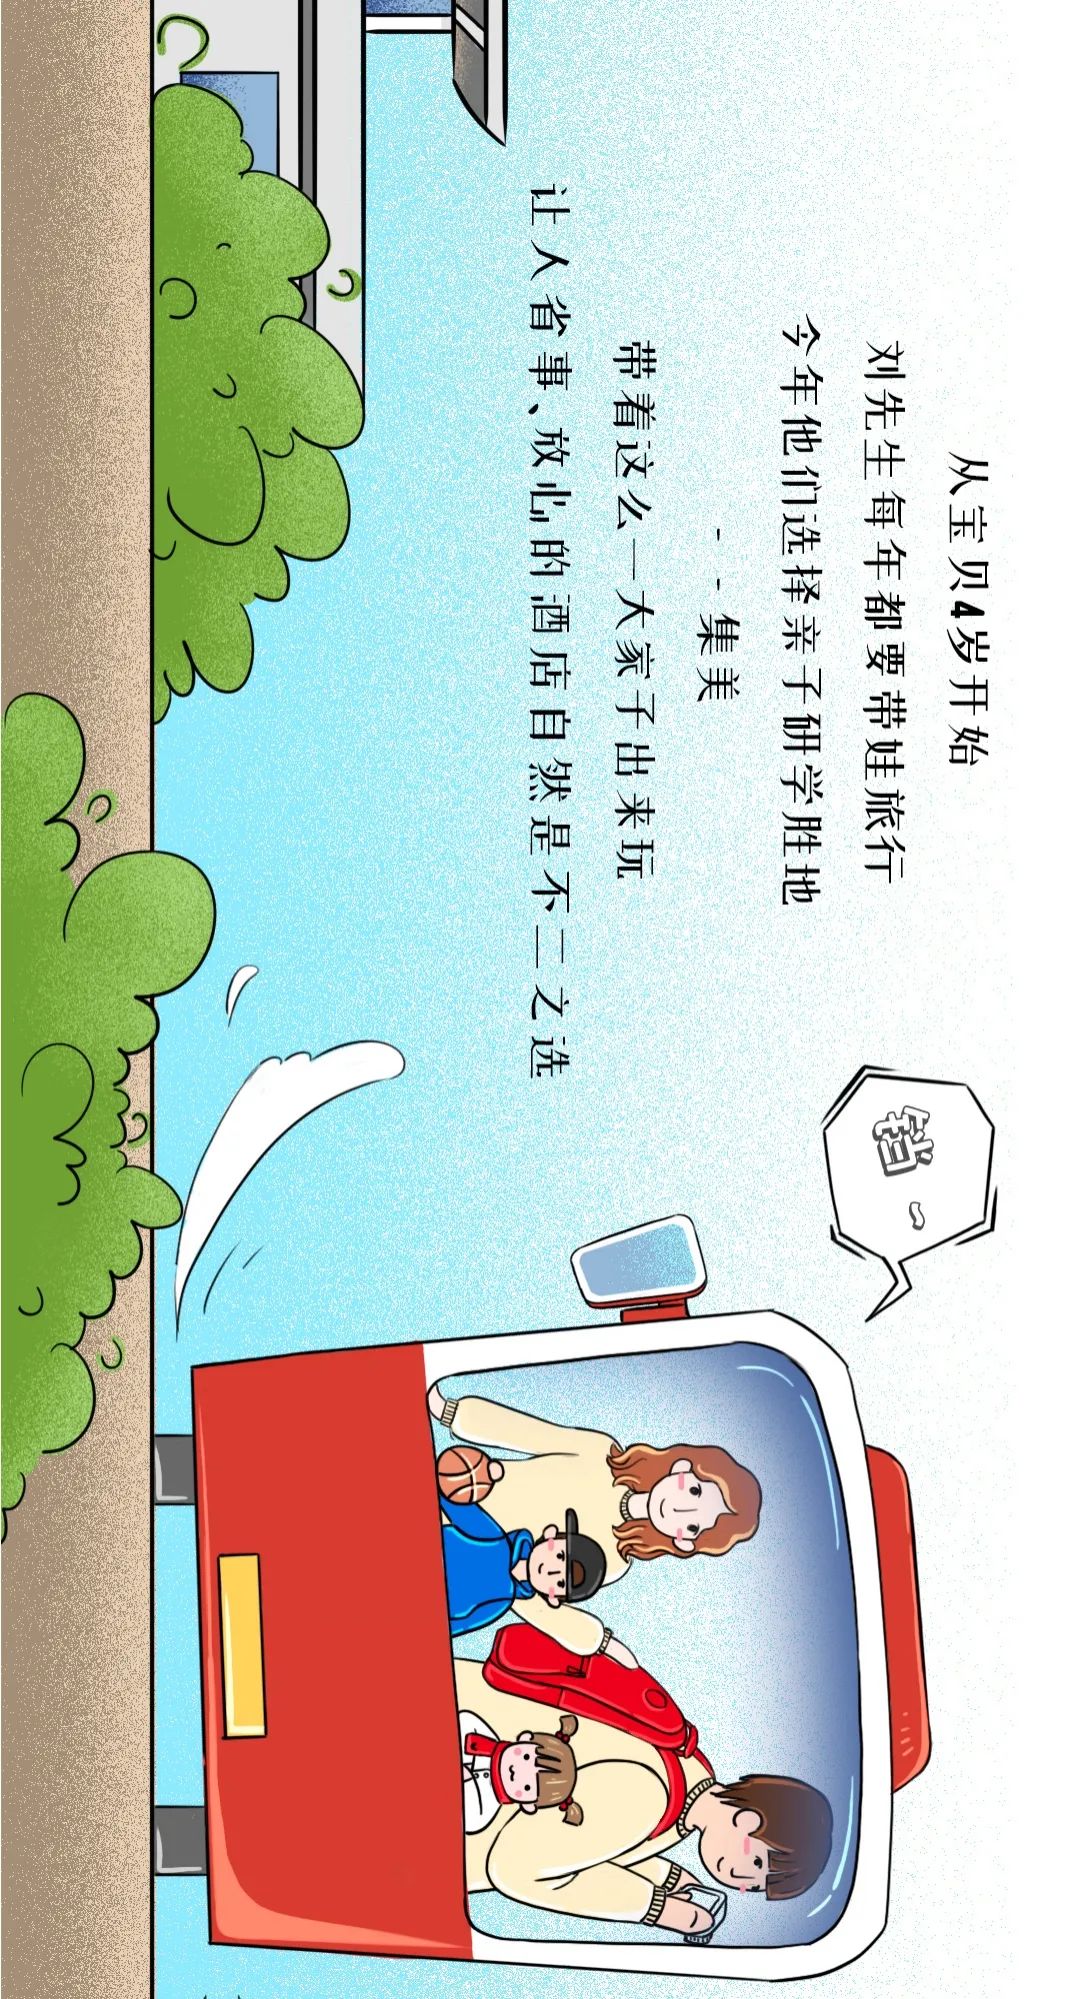 从宝贝4岁开始
刘先生每年都要带娃旅行
今年他们选择亲子研学胜地
--集美
带着这么一大家子出来玩
让人省事、放心的酒店自然是不二之选
铛~